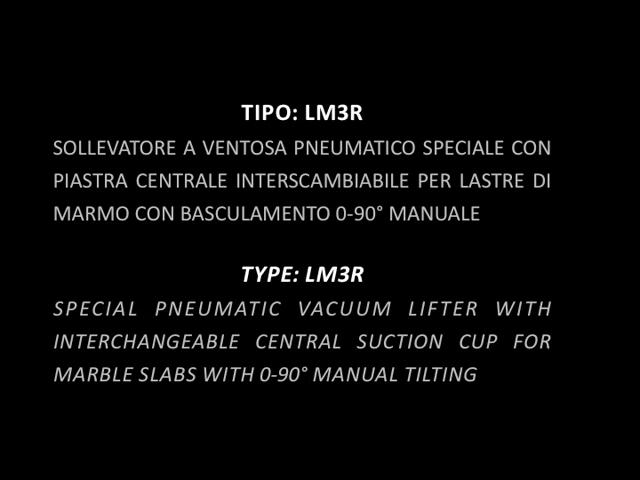 TIPO: LM3R
SOLLEVATORE A VENTOSA PNEUMATICO SPECIALE CON
PIASTRA CENTRALE INTERSCAMBIABILE PER LASTRE DI
MARMO CON BASCULAMENTO 0-90° MANUALE
TYPE: LM3R
SPECIAL PNEUMATIC VACUUM LIFTER WITH
INTERCHANGEABLE CENTRAL SUCTION CUP FOR
MARBLE SLABS WITH 0-90° MANUAL TILTING